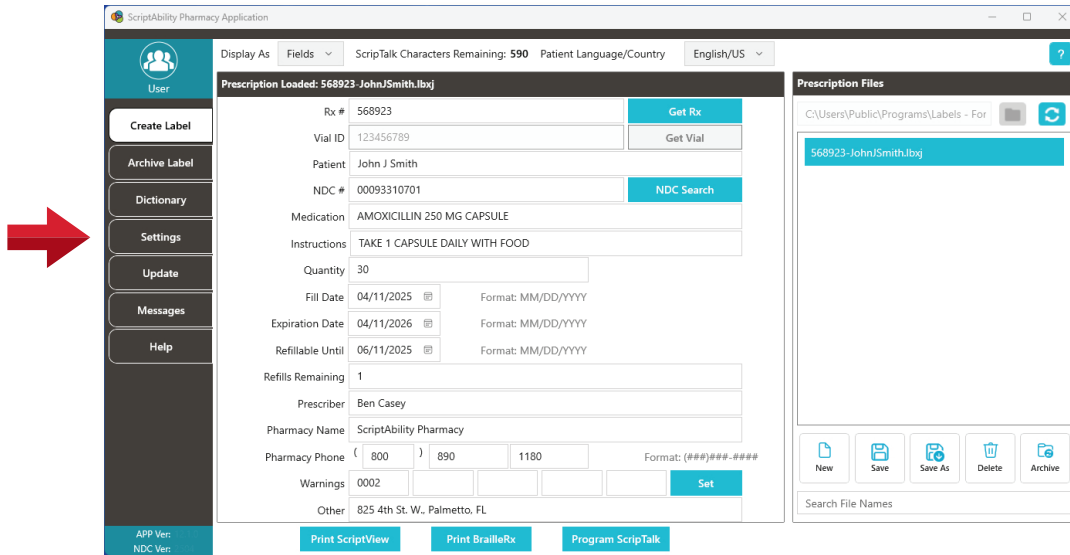 ScriptAbility Pharmacy Application
User
Display As Fields ScripTalk Characters Remaining: 590 Patient Language/Country English/US ?
Create Label
Archive Label
Dictionary
Settings
Update
Messages
Help
APP Ver:
NDC Ver:
Prescription Loaded: 568923-JohnJSmith.lbxj
Rx # 568923 Get Rx
Vial ID 123456789 Get Vial
Patient John J Smith
NDC # 00093310701 NDC Search
Medication AMOXICILLIN 250 MG CAPSULE
Instructions TAKE 1 CAPSULE DAILY WITH FOOD
Quantity 30
Fill Date 04/11/2025 Format: MM/DD/YYYY
Expiration Date 04/11/2026 Format: MM/DD/YYYY
Refillable Until 06/11/2025 Format: MM/DD/YYYY
Refills Remaining 1
Prescriber Ben Casey
Pharmacy Name ScriptAbility Pharmacy
Pharmacy Phone ( 800 ) 890 1180 Format: (###)###-####
Warnings 0002 Set
Other 825 4th St. W., Palmetto, FL
Print ScriptView Print BrailleRx Program ScripTalk
Prescription Files
C:\Users\Public\Programs\Labels - For
568923-JohnJSmith.lbxj
New Save Save As Delete Archive
Search File Names